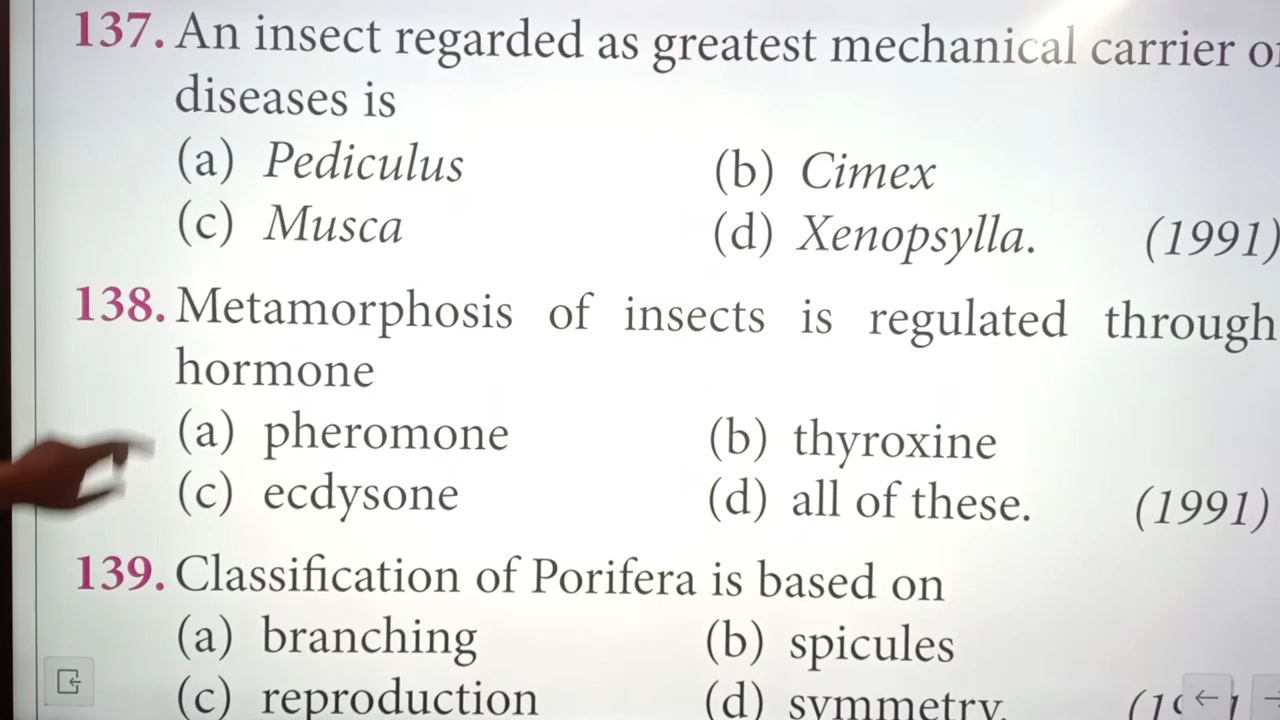 137. An insect regarded as greatest mechanical carrier
diseases is
(a) Pediculus (b) Cimex
(c) Musca (d) Xenopsylla. (1991)
138. Metamorphosis of insects is regulated through
hormone
(a) pheromone (b) thyroxine
(c) ecdysone (d) all of these. (1991)
139. Classification of Porifera is based on
(a) branching (b) spicules
(c) reproduction (d) symmetry.